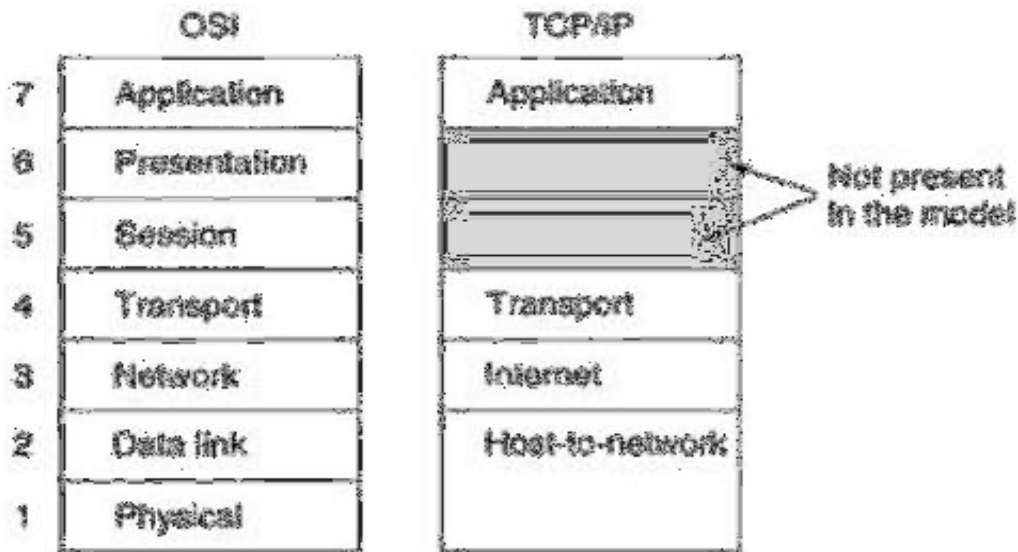 OSI TCP/IP
7 Application Application
6 Presentation
Not present
in the model
5 Session
4 Transport Transport
3 Network Internet
2 Data link Host-to-network
1 Physical